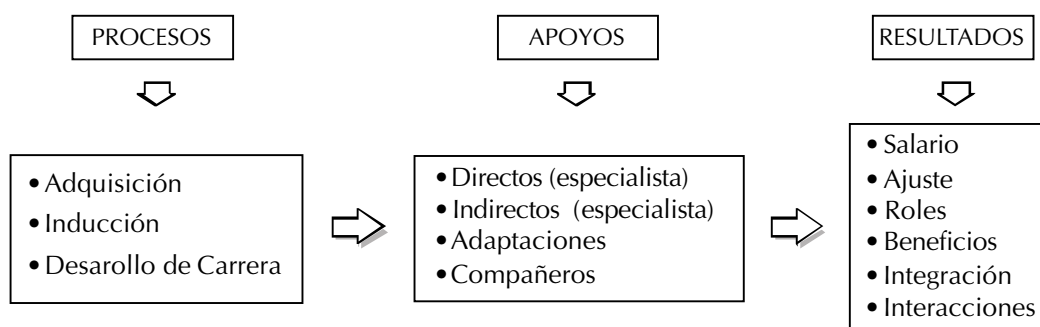 PROCESOS
APOYOS
RESULTADOS
• Adquisición
• Inducción
• Desarollo de Carrera
• Directos (especialista)
• Indirectos (especialista)
• Adaptaciones
• Compañeros
• Salario
• Ajuste
• Roles
• Beneficios
• Integración
• Interacciones